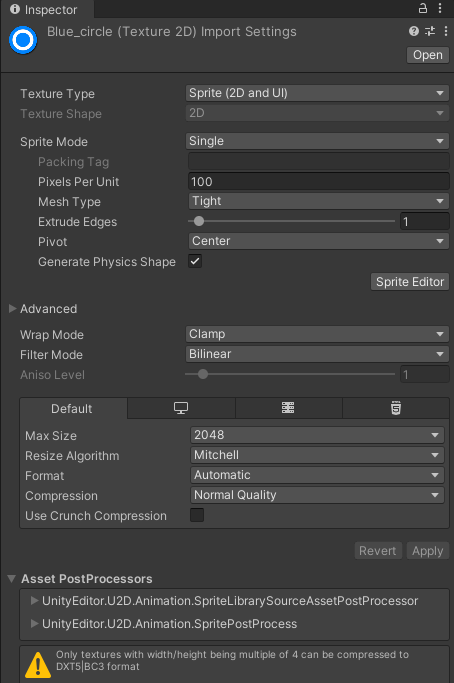 Inspector
Blue_circle (Texture 2D) Import Settings
Open
Texture Type Sprite (2D and UI)
Texture Shape 2D
Sprite Mode Single
Packing Tag
Pixels Per Unit 100
Mesh Type Tight
Extrude Edges 1
Pivot Center
Generate Physics Shape
Sprite Editor
Advanced
Wrap Mode Clamp
Filter Mode Bilinear
Aniso Level 1
Default
Max Size 2048
Resize Algorithm Mitchell
Format Automatic
Compression Normal Quality
Use Crunch Compression
Revert Apply
Asset PostProcessors
UnityEditor.U2D.Animation.SpriteLibrarySourceAssetPostProcessor
UnityEditor.U2D.Animation.SpritePostProcess
Only textures with width/height being multiple of 4 can be compressed to
DXT5|BC3 format